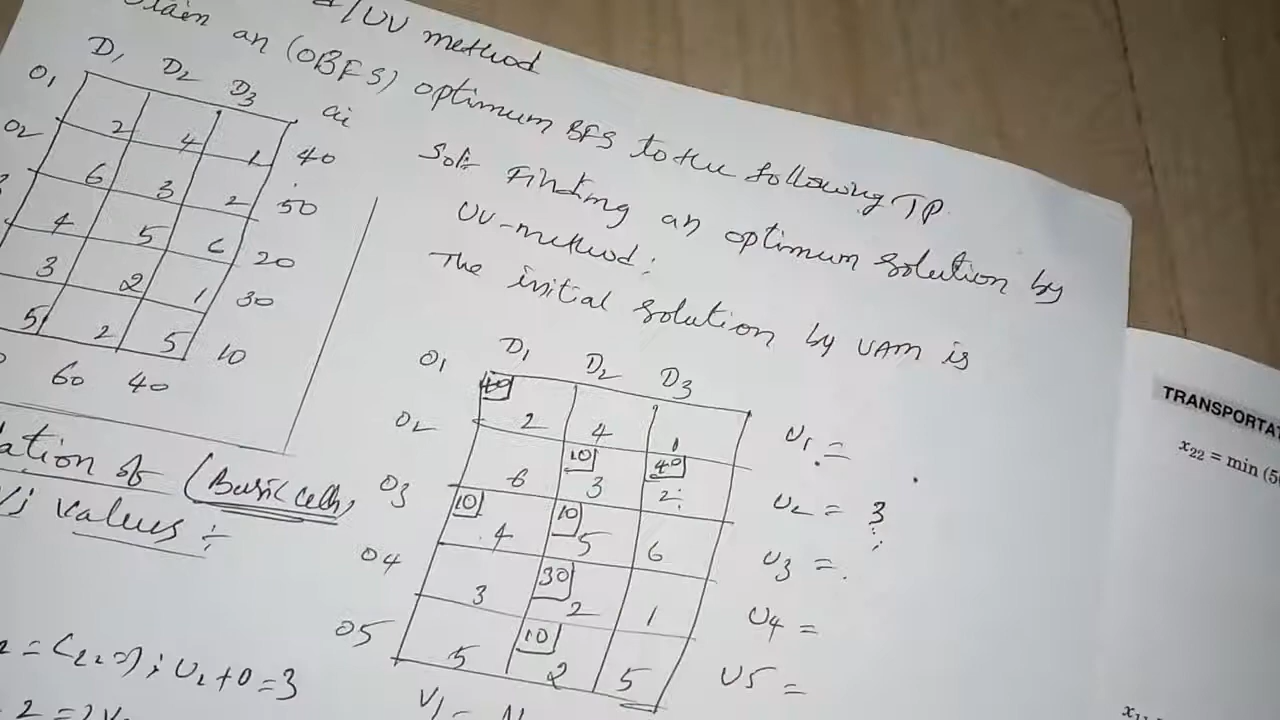 /UV method
an (OBFS) optimum BFS to the following TP.
D1 D2 D3 ai
O1 2 4 1 40
O2 6 3 2 50
4 5 6 20
3 2 1 30
5 2 5 10
60 40
Sol: Finding an optimum solution by
UV-method:
The initial solution by VAM is
D1 D2 D3
O1 40 2 4 1 U1 =
O2 6 10 3 40 2 U2 = 3
O3 10 4 10 5 6 U3 =
O4 3 30 2 1 U4 =
O5 5 10 2 5 U5 =
V1 =
(Basic cells)
Vj values ÷
; U2 + 0 = 3
TRANSPORTAT
x22 = min (50